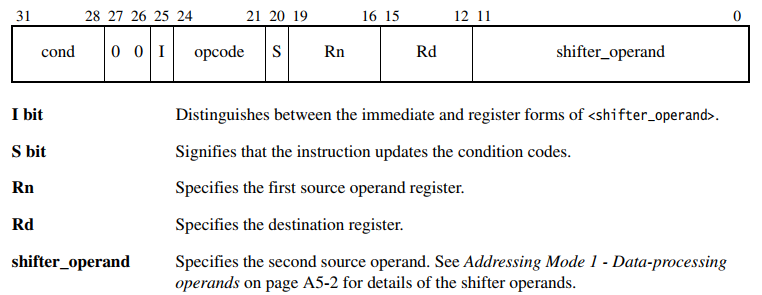 31 28 27 26 25 24 21 20 19 16 15 12 11 0
cond 0 0 I opcode S Rn Rd shifter_operand
I bit Distinguishes between the immediate and register forms of <shifter_operand>.
S bit Signifies that the instruction updates the condition codes.
Rn Specifies the first source operand register.
Rd Specifies the destination register.
shifter_operand Specifies the second source operand. See Addressing Mode 1 - Data-processing
operands on page A5-2 for details of the shifter operands.